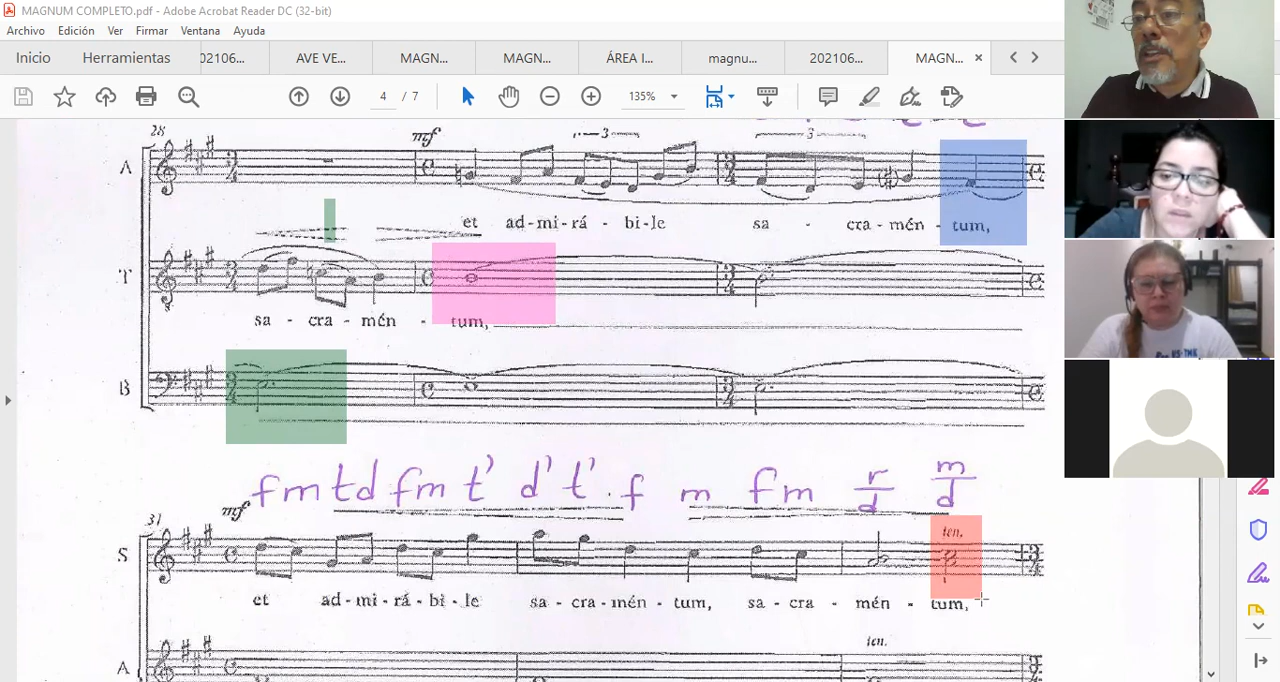 MAGNUM COMPLETO.pdf - Adobe Acrobat Reader DC (32-bit)
Archivo Edición Ver Firmar Ventana Ayuda
Inicio Herramientas 202106... AVE VE... MAGN... MAGN... ÁREA I... magnu... 202106... MAGN... ×
4 / 7 135%
28 mf 3 3
A
et ad-mi-rá-bi-le sa - cra-mén-tum,
T
sa - cra - mén - tum,
B
f m t d f m t' d' t' . f m f m r/d m/d
31 mf ten.
S
et ad-mi-rá-bi-le sa-cra-mén-tum, sa-cra-mén-tum,
ten.
A